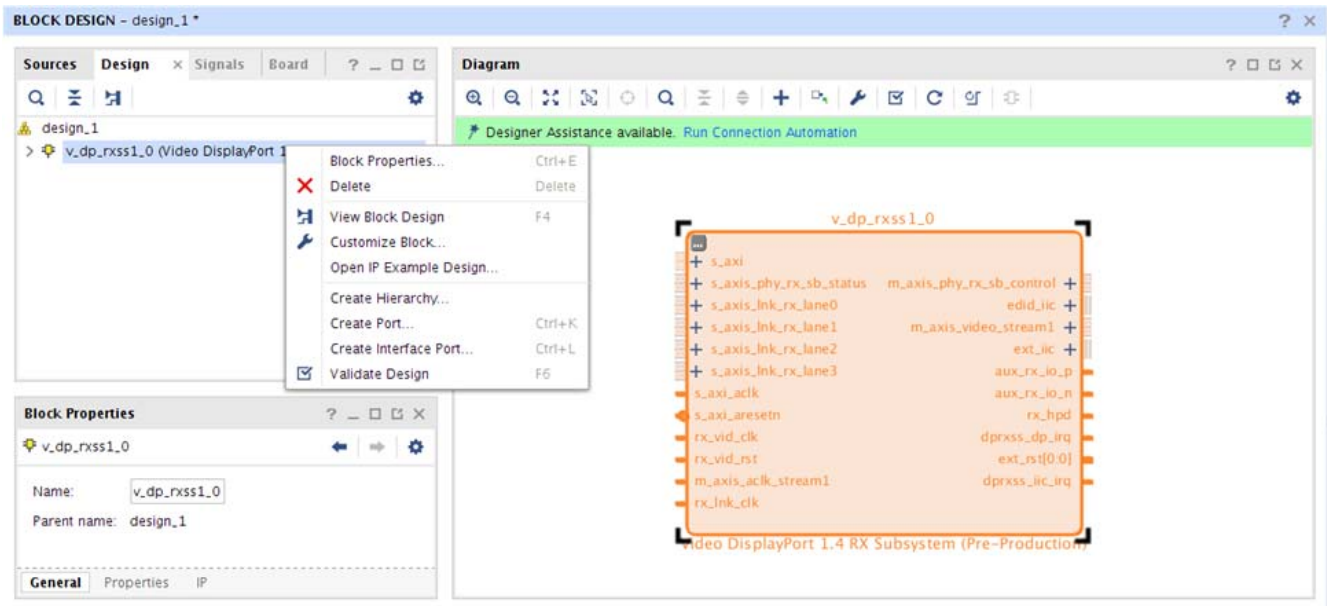 BLOCK DESIGN - design_1 *
Sources Design Signals Board
design_1
v_dp_rxss1_0 (Video DisplayPort 1
Block Properties... Ctrl+E
Delete Delete
View Block Design F4
Customize Block...
Open IP Example Design...
Create Hierarchy...
Create Port... Ctrl+K
Create Interface Port... Ctrl+L
Validate Design F6
Block Properties
v_dp_rxss1_0
Name: v_dp_rxss1_0
Parent name: design_1
General Properties IP
Diagram
Designer Assistance available. Run Connection Automation
v_dp_rxss1_0
s_axi
s_axis_phy_rx_sb_status m_axis_phy_rx_sb_control
s_axis_lnk_rx_lane0 edid_iic
s_axis_lnk_rx_lane1 m_axis_video_stream1
s_axis_lnk_rx_lane2 ext_iic
s_axis_lnk_rx_lane3 aux_rx_io_p
s_axi_aclk aux_rx_io_n
s_axi_aresetn rx_hpd
rx_vid_clk dprxss_dp_irq
rx_vid_rst ext_rst[0:0]
m_axis_aclk_stream1 dprxss_iic_irq
rx_lnk_clk
Video DisplayPort 1.4 RX Subsystem (Pre-Production)